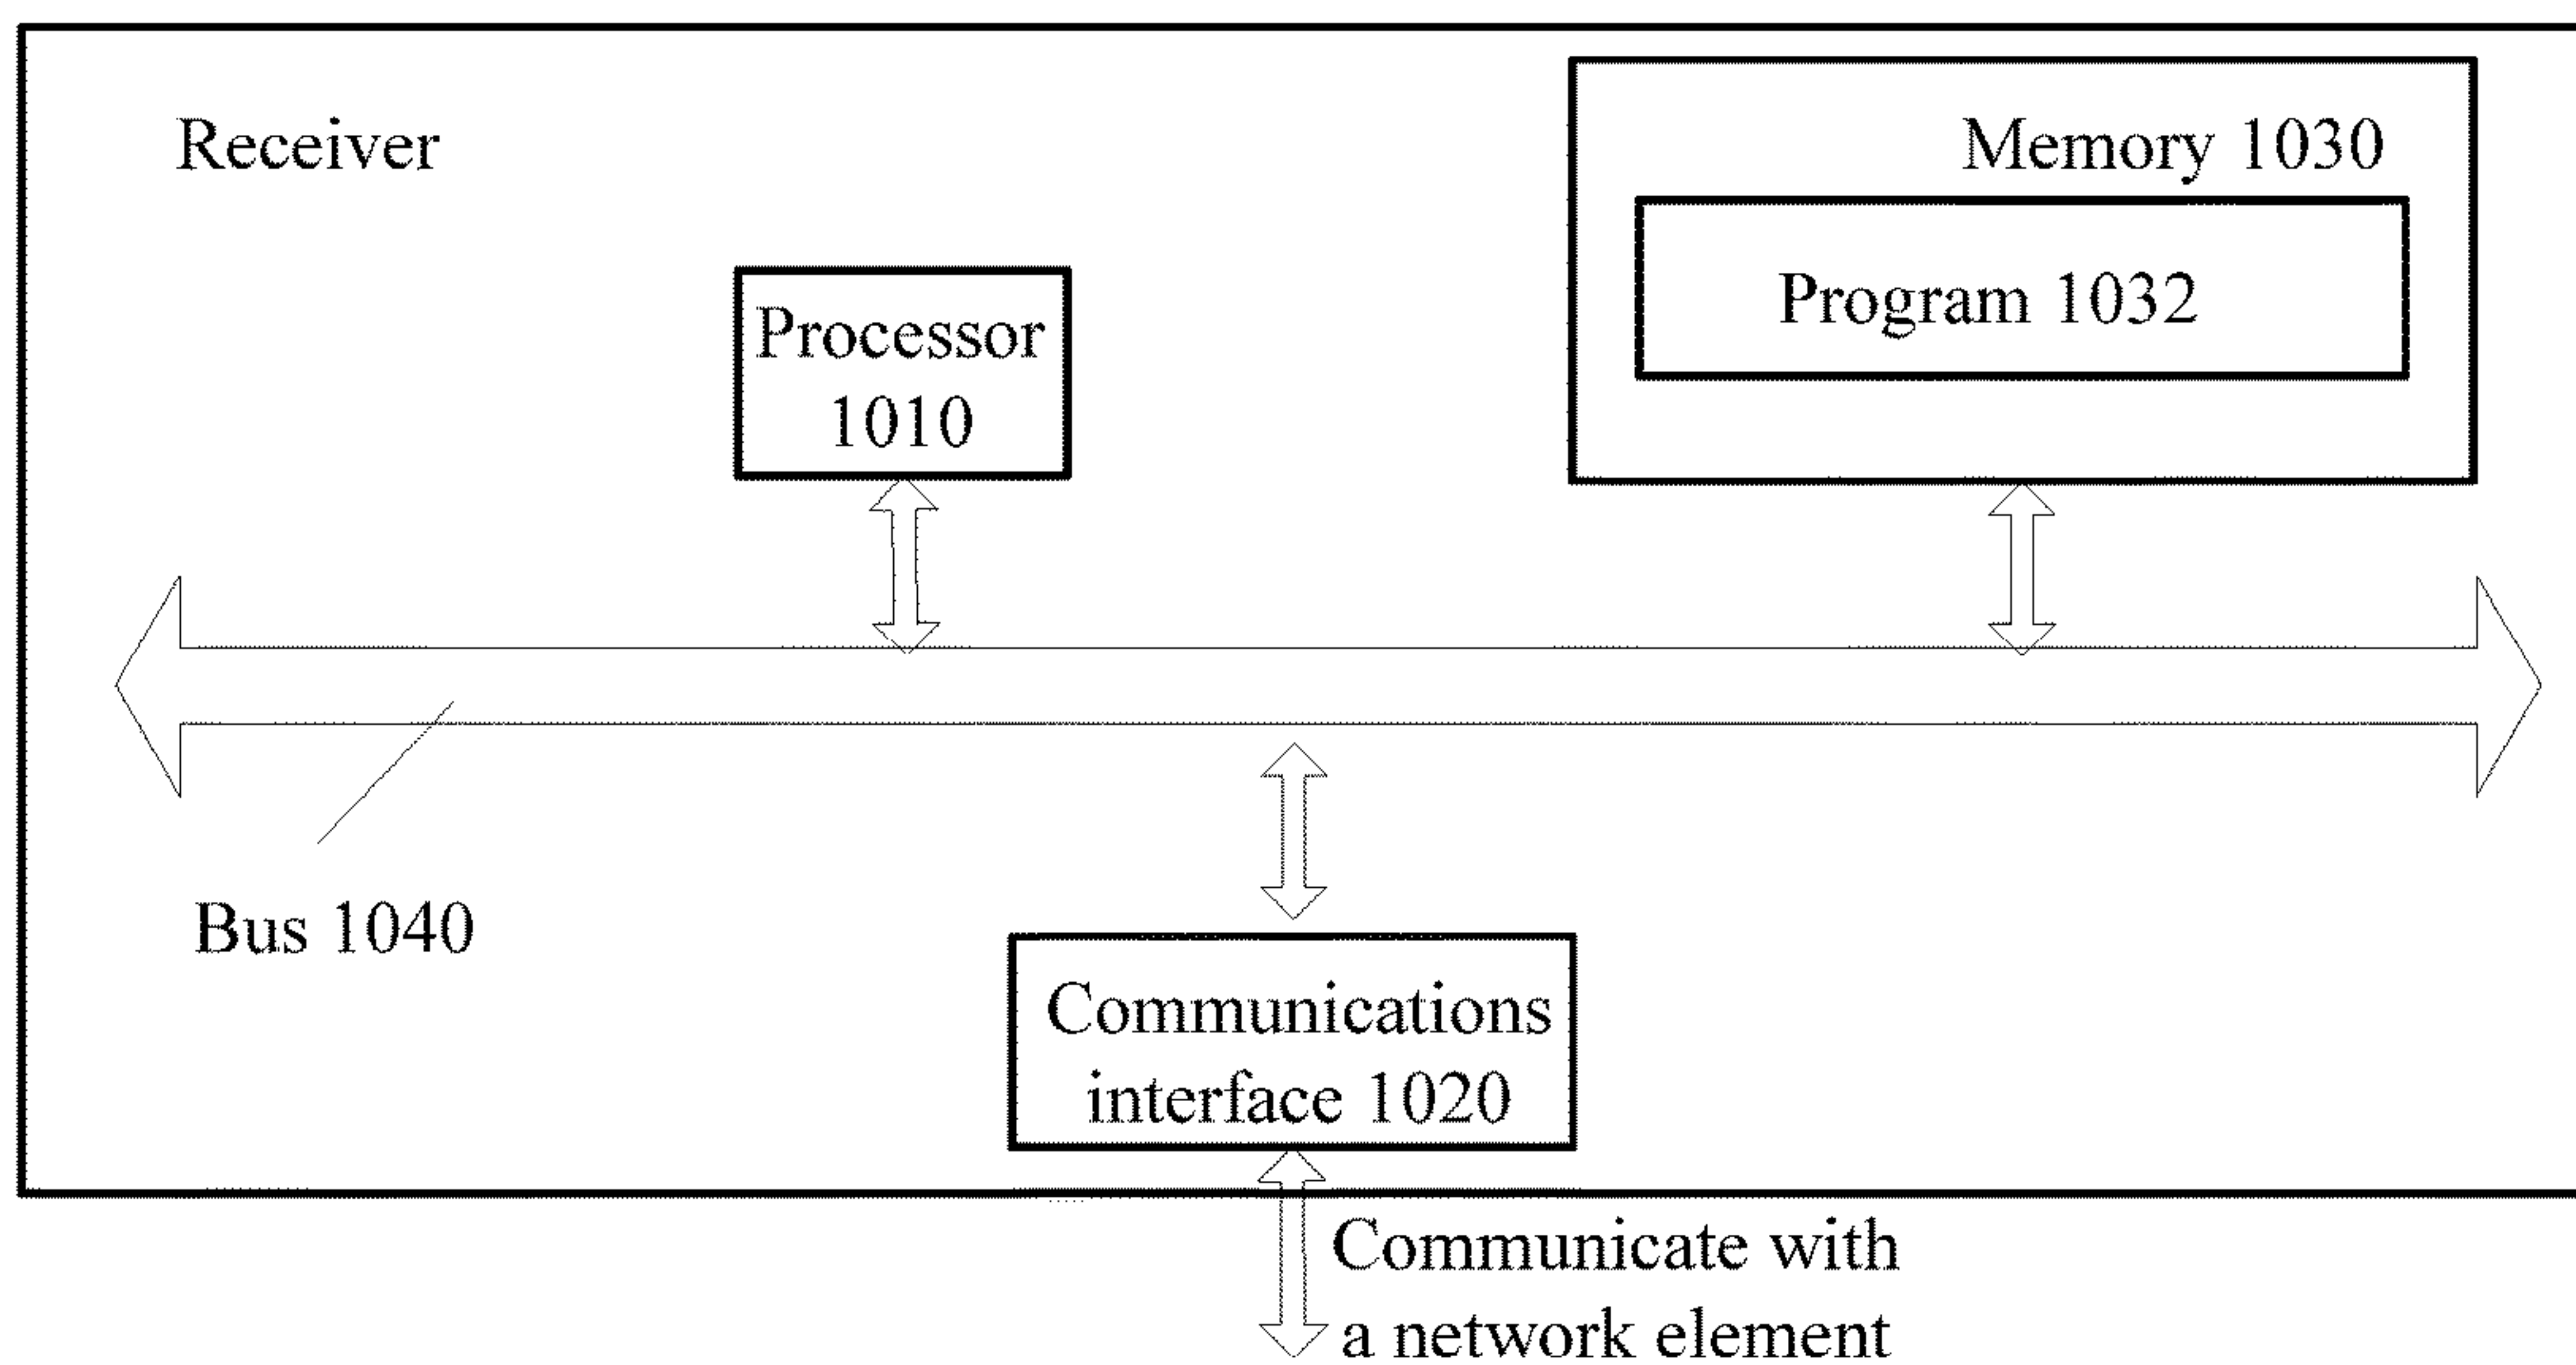 Receiver
Memory 1030
Program 1032
Processor
1010
Bus 1040
Communications
interface 1020
Communicate with
a network element